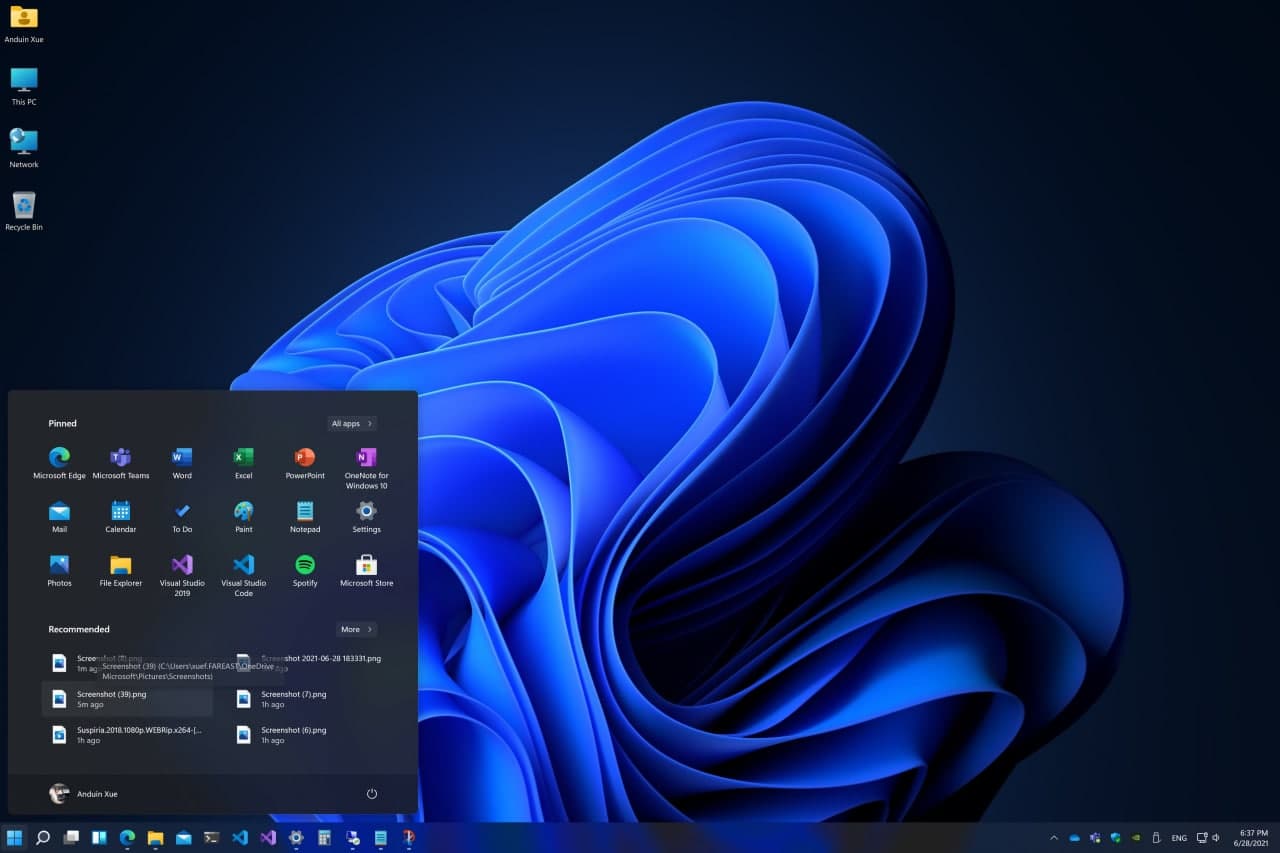 Anduin Xue
This PC
Network
Recycle Bin
Pinned
All apps
Microsoft Edge
Microsoft Teams
Word
Excel
PowerPoint
OneNote for
Windows 10
Mail
Calendar
To Do
Paint
Notepad
Settings
Photos
File Explorer
Visual Studio
2019
Visual Studio
Code
Spotify
Microsoft Store
Recommended
More
Screenshot (8).png
1m ago
Screenshot 2021-06-28 183331.png
ago
Screenshot (39) (C:\Users\xuef.FAREAST\OneDrive
Microsoft\Pictures\Screenshots)
Screenshot (39).png
5m ago
Screenshot (7).png
1h ago
Suspiria.2018.1080p.WEBRip.x264-[...
1h ago
Screenshot (6).png
1h ago
Anduin Xue
ENG
6:37 PM
6/28/2021